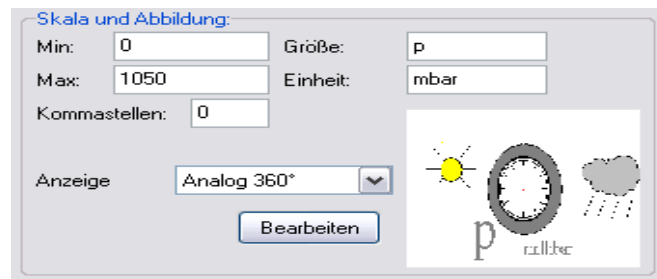 Skala und Abbildung:
Min: 0 Größe: p
Max: 1050 Einheit: mbar
Kommastellen: 0
Anzeige Analog 360°
Bearbeiten
p